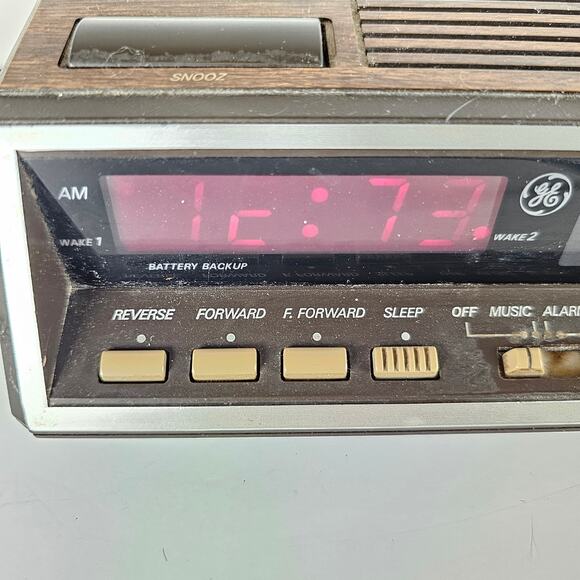 SNOOZ
AM
1c:73.
GE
WAKE 1
WAKE 2
BATTERY BACKUP
REVERSE FORWARD F. FORWARD SLEEP OFF MUSIC ALARM